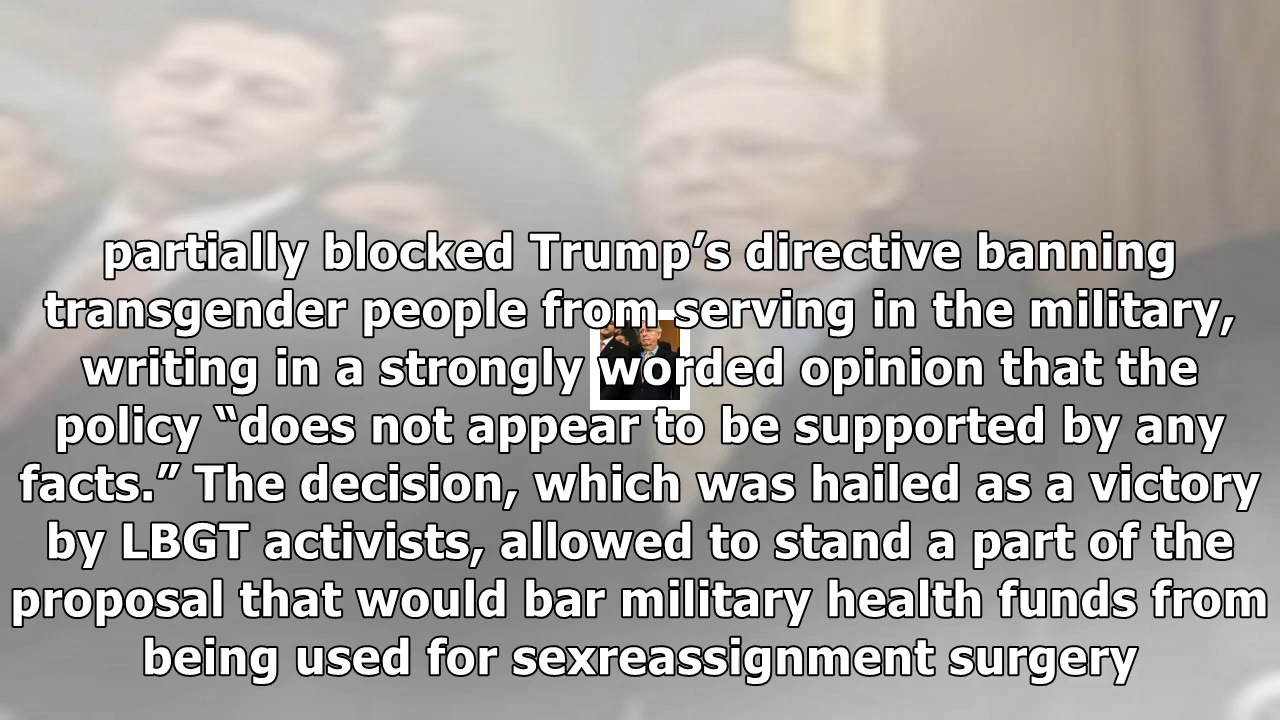 partially blocked Trump’s directive banning
transgender people from serving in the military,
writing in a strongly worded opinion that the
policy “does not appear to be supported by any
facts.” The decision, which was hailed as a victory
by LBGT activists, allowed to stand a part of the
proposal that would bar military health funds from
being used for sexreassignment surgery